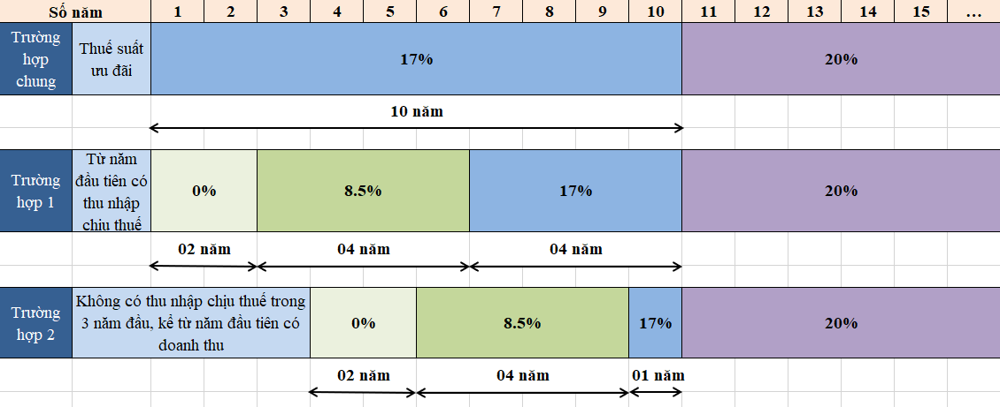 Số năm 1 2 3 4 5 6 7 8 9 10 11 12 13 14 15 ...
Trường
hợp
chung
Thuế suất
ưu đãi
17%
20%
10 năm
Trường
hợp 1
Từ năm
đầu tiên có
thu nhập
chịu thuế
0%
8.5%
17%
20%
02 năm
04 năm
04 năm
Trường
hợp 2
Không có thu nhập chịu thuế trong
3 năm đầu, kể từ năm đầu tiên có
doanh thu
0%
8.5%
17%
20%
02 năm
04 năm
01 năm